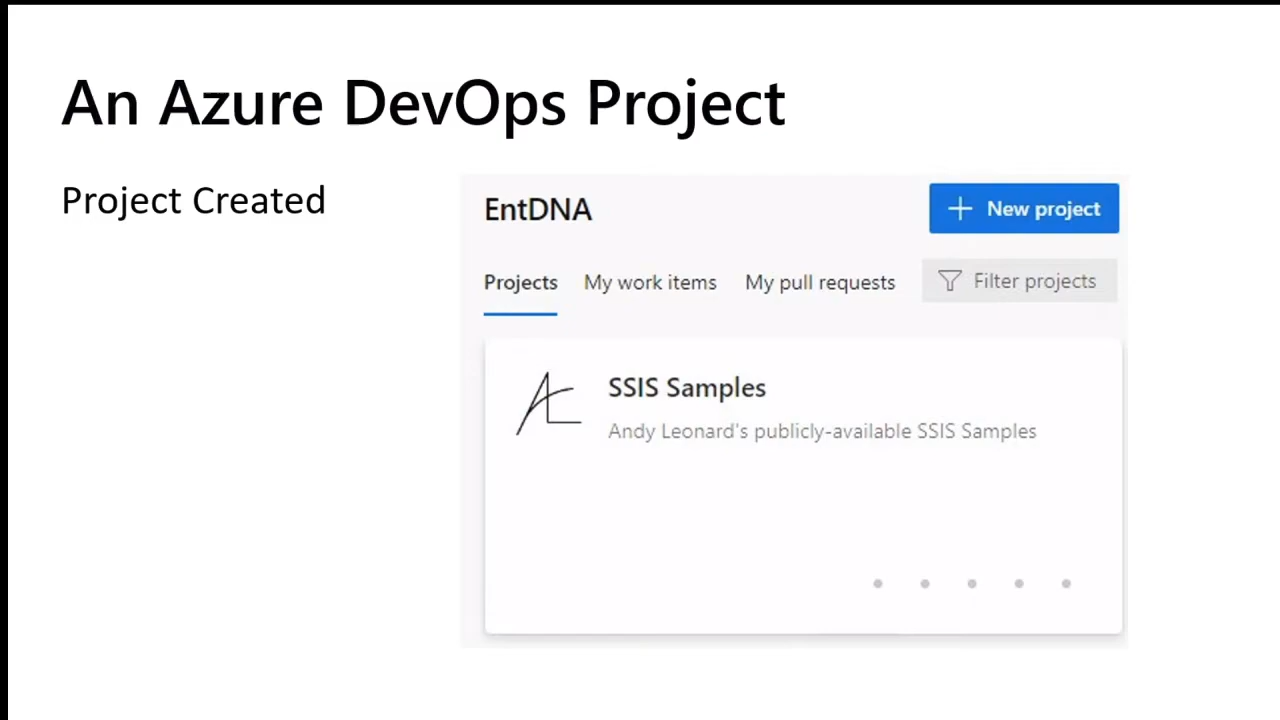 An Azure DevOps Project
Project Created
EntDNA
New project
Projects My work items My pull requests Filter projects
SSIS Samples
Andy Leonard's publicly-available SSIS Samples